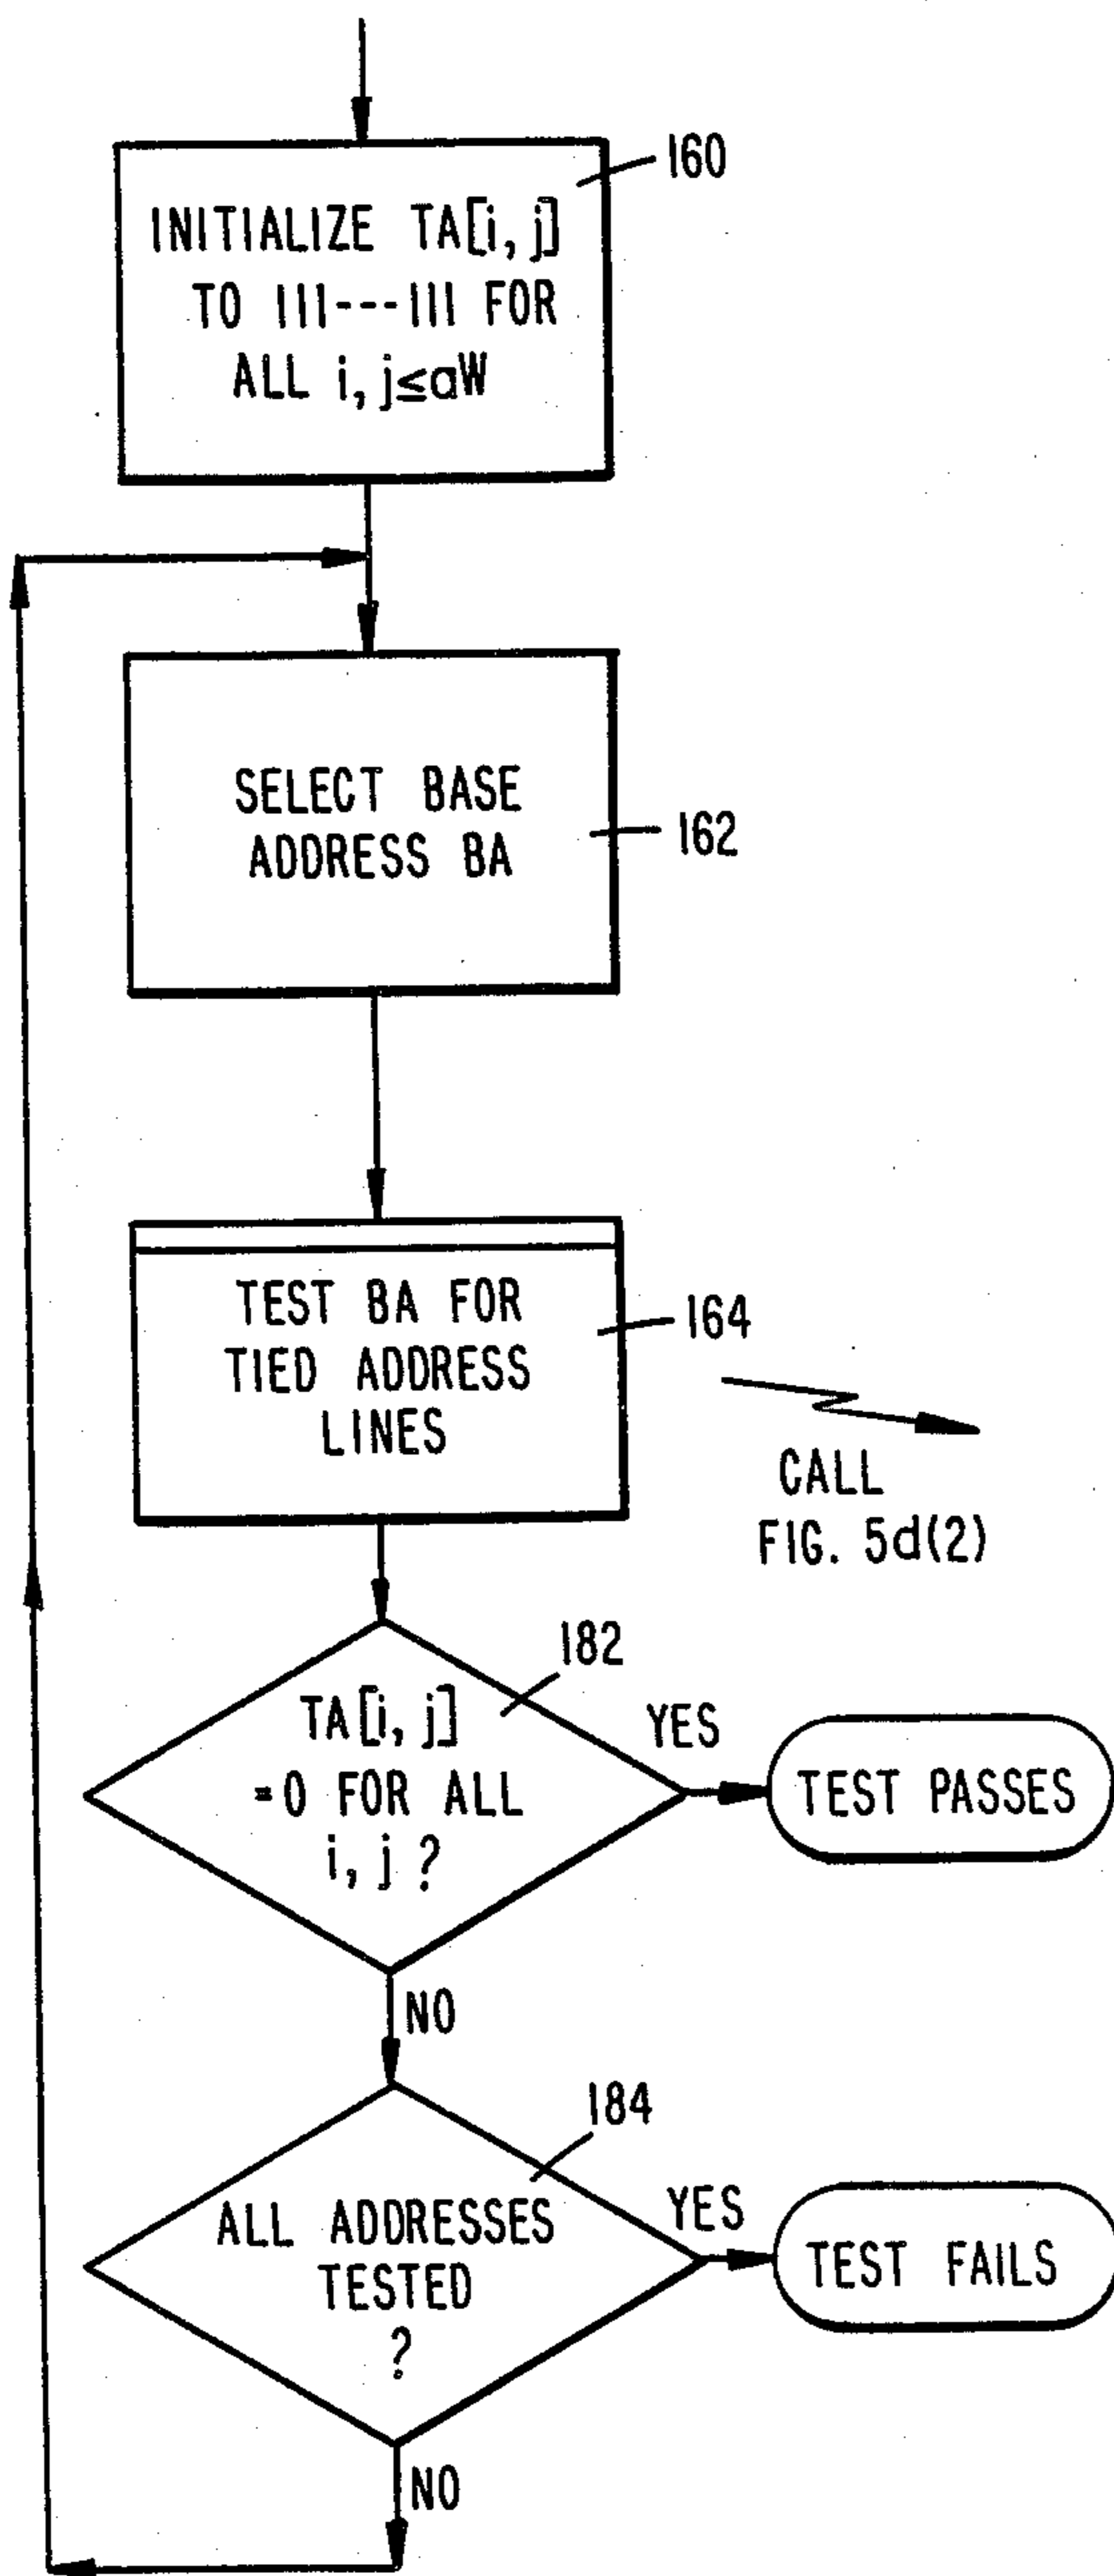 160
INITIALIZE TA[i, j]
TO 111---111 FOR
ALL i, j≤aW
SELECT BASE
ADDRESS BA
162
TEST BA FOR
TIED ADDRESS
LINES
164
CALL
FIG. 5d(2)
182
TA[i, j]
=0 FOR ALL
i, j ?
YES
TEST PASSES
NO
184
ALL ADDRESSES
TESTED
?
YES
TEST FAILS
NO